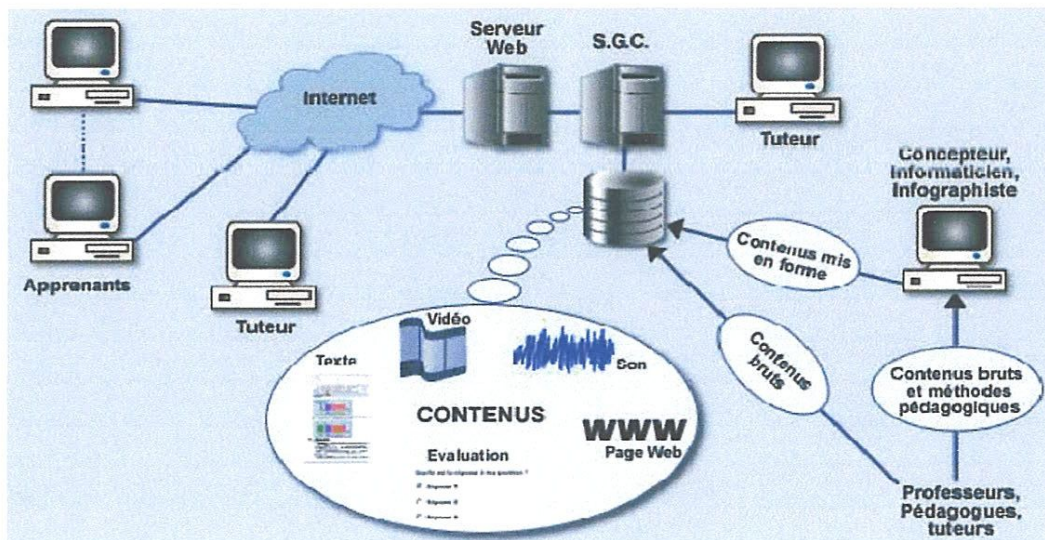 Serveur
Web
S.G.C.
Internet
Tuteur
Concepteur,
Informaticien,
Infographiste
Apprenants
Tuteur
Contenus mis
en forme
Vidéo
Texte
Son
Contenus
bruts
Contenus bruts
et méthodes
pédagogiques
CONTENUS
WWW
Page Web
Evaluation
Professeurs,
Pédagogues,
tuteurs